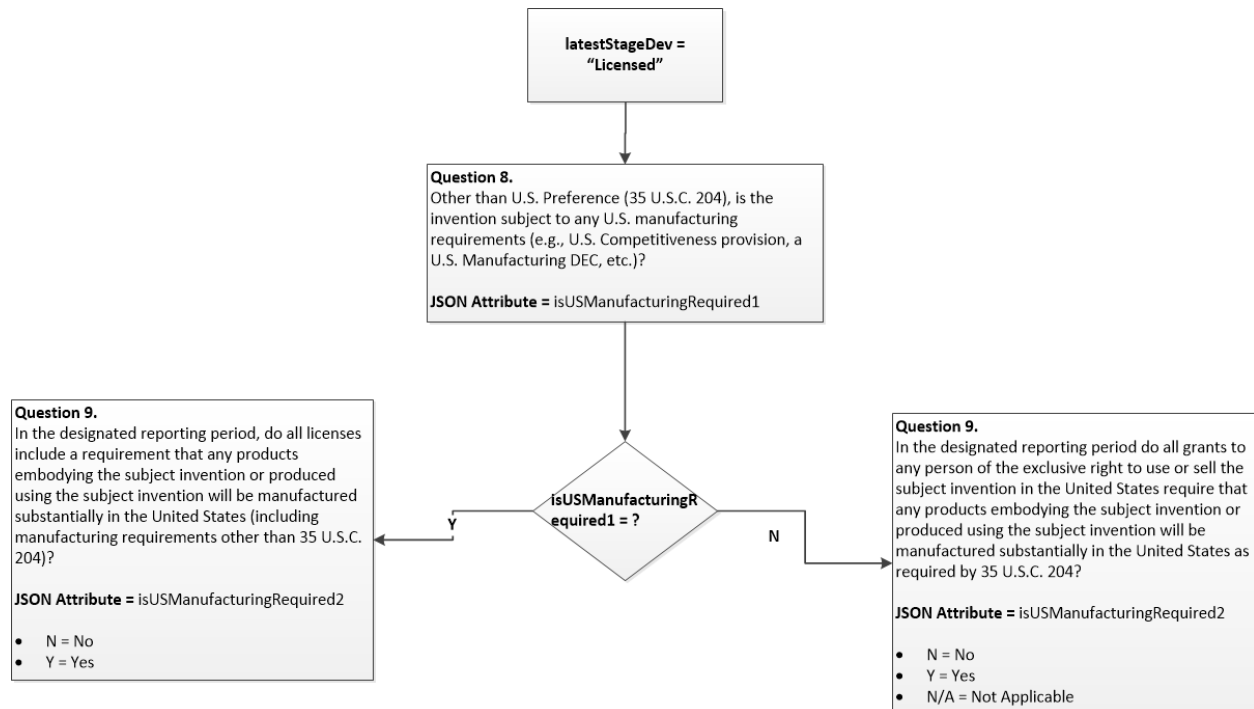 latestStageDev =
“Licensed”
Question 8.
Other than U.S. Preference (35 U.S.C. 204), is the
invention subject to any U.S. manufacturing
requirements (e.g., U.S. Competitiveness provision, a
U.S. Manufacturing DEC, etc.)?
JSON Attribute = isUSManufacturingRequired1
Question 9.
In the designated reporting period, do all licenses
include a requirement that any products
embodying the subject invention or produced
using the subject invention will be manufactured
substantially in the United States (including
manufacturing requirements other than 35 U.S.C.
204)?
JSON Attribute = isUSManufacturingRequired2
• N = No
• Y = Yes
Y
isUSManufacturingR
equired1 = ?
N
Question 9.
In the designated reporting period do all grants to
any person of the exclusive right to use or sell the
subject invention in the United States require that
any products embodying the subject invention or
produced using the subject invention will be
manufactured substantially in the United States as
required by 35 U.S.C. 204?
JSON Attribute = isUSManufacturingRequired2
• N = No
• Y = Yes
• N/A = Not Applicable